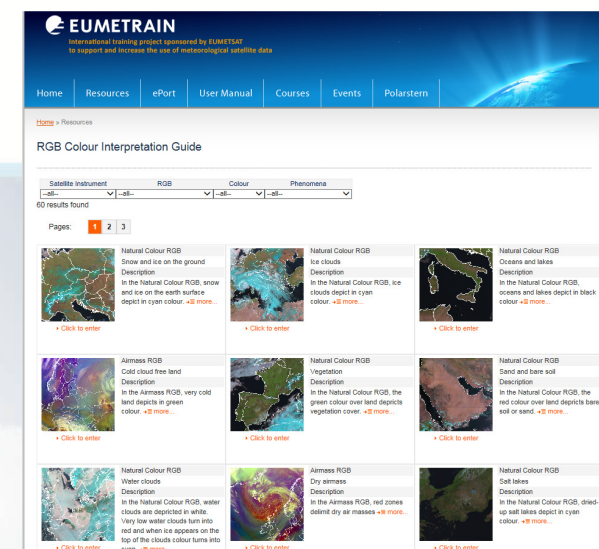 EUMETRAIN
International training project sponsored by EUMETSAT
to support and increase the use of meteorological satellite data
Home Resources ePort User Manual Courses Events Polarstern
Home » Resources
RGB Colour Interpretation Guide
Satellite Instrument RGB Colour Phenomena
--all-- --all-- --all-- --all--
60 results found
Pages: 1 2 3
Natural Colour RGB
Snow and ice on the ground
Description
In the Natural Colour RGB, snow
and ice on the earth surface
depict in cyan colour. more...
Click to enter
Natural Colour RGB
Ice clouds
Description
In the Natural Colour RGB, ice
clouds depict in cyan
colour. more...
Click to enter
Natural Colour RGB
Oceans and lakes
Description
In the Natural Colour RGB,
oceans and lakes depict in black
colour more...
Click to enter
Airmass RGB
Cold cloud free land
Description
In the Airmass RGB, very cold
land depicts in green
colour. more...
Click to enter
Natural Colour RGB
Vegetation
Description
In the Natural Colour RGB, the
green colour over land depricts
vegetation cover. more...
Click to enter
Natural Colour RGB
Sand and bare soil
Description
In the Natural Colour RGB, the
red colour over land depricts bare
soil or sand. more...
Click to enter
Natural Colour RGB
Water clouds
Description
In the Natural Colour RGB, water
clouds are depricted in white.
Very low water clouds turn into
red and when ice appears on the
top of the clouds colour turns into
Click to enter
Airmass RGB
Dry airmass
Description
In the Airmass RGB, red zones
delimit dry air masses more...
Click to enter
Natural Colour RGB
Salt lakes
Description
In the Natural Colour RGB, dried-
up salt lakes depict in cyan
colour. more...
Click to enter